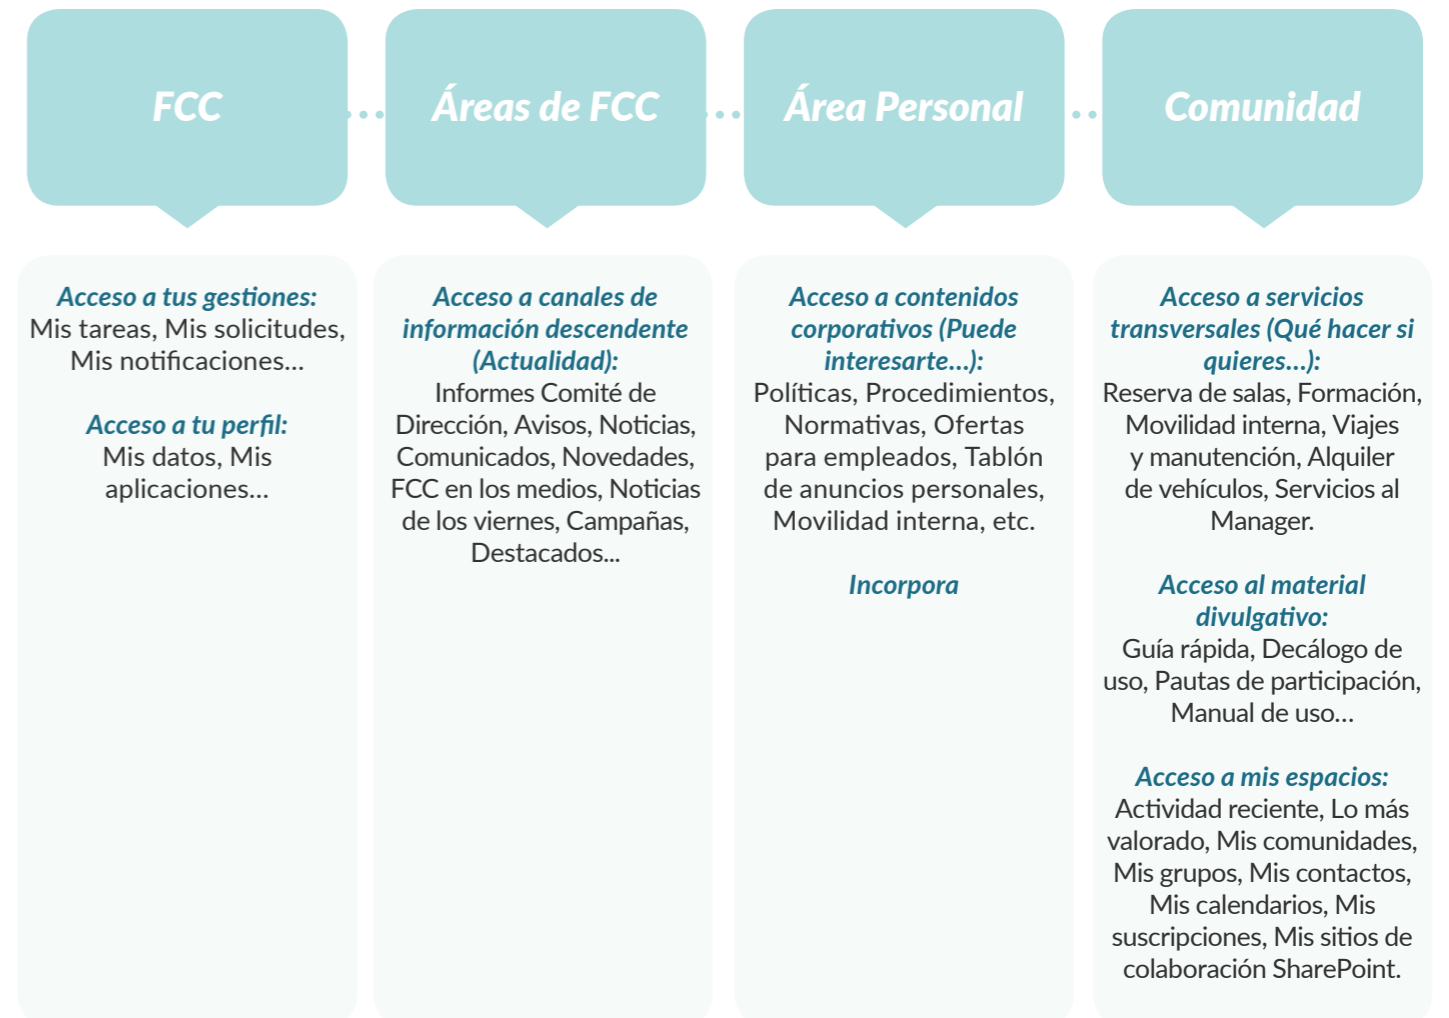 FCC
Áreas de FCC
Área Personal
Comunidad
Acceso a tus gestiones:
Mis tareas, Mis solicitudes,
Mis notificaciones...
Acceso a tu perfil:
Mis datos, Mis
aplicaciones...
Acceso a canales de
información descendente
(Actualidad):
Informes Comité de
Dirección, Avisos, Noticias,
Comunicados, Novedades,
FCC en los medios, Noticias
de los viernes, Campañas,
Destacados...
Acceso a contenidos
corporativos (Puede
interesarte...):
Políticas, Procedimientos,
Normativas, Ofertas
para empleados, Tablón
de anuncios personales,
Movilidad interna, etc.
Incorpora
Acceso a servicios
transversales (Qué hacer si
quieres...):
Reserva de salas, Formación,
Movilidad interna, Viajes
y manutención, Alquiler
de vehículos, Servicios al
Manager.
Acceso al material
divulgativo:
Guía rápida, Decálogo de
uso, Pautas de participación,
Manual de uso...
Acceso a mis espacios:
Actividad reciente, Lo más
valorado, Mis comunidades,
Mis grupos, Mis contactos,
Mis calendarios, Mis
suscripciones, Mis sitios de
colaboración SharePoint.